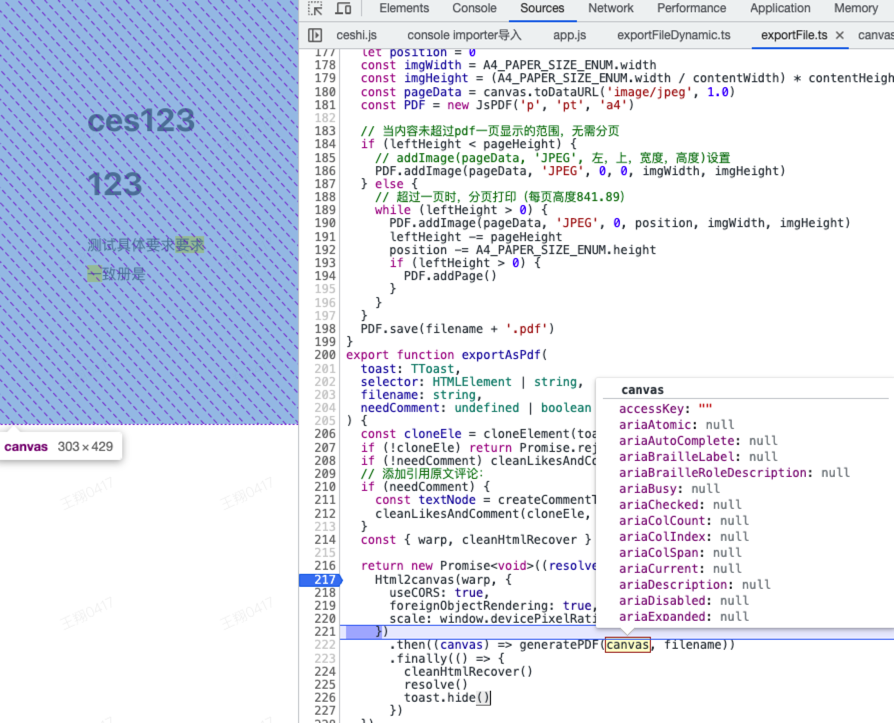 Elements Console Sources Network Performance Application Memory
ceshi.js console importer导入 app.js exportFileDynamic.ts exportFile.ts × canvas
ces123
123
测试具体要求要求
一致册是
canvas 303 × 429
王翔0417 王翔0417
王翔0417 王翔0417
177 let position = 0
178 const imgWidth = A4_PAPER_SIZE_ENUM.width
179 const imgHeight = (A4_PAPER_SIZE_ENUM.width / contentWidth) * contentHeigh
180 const pageData = canvas.toDataURL('image/jpeg', 1.0)
181 const PDF = new JsPDF('p', 'pt', 'a4')
182
183 // 当内容未超过pdf一页显示的范围，无需分页
184 if (leftHeight < pageHeight) {
185 // addImage(pageData, 'JPEG', 左，上，宽度，高度)设置
186 PDF.addImage(pageData, 'JPEG', 0, 0, imgWidth, imgHeight)
187 } else {
188 // 超过一页时，分页打印（每页高度841.89）
189 while (leftHeight > 0) {
190 PDF.addImage(pageData, 'JPEG', 0, position, imgWidth, imgHeight)
191 leftHeight -= pageHeight
192 position -= A4_PAPER_SIZE_ENUM.height
193 if (leftHeight > 0) {
194 PDF.addPage()
195 }
196 }
197 }
198 PDF.save(filename + '.pdf')
199 }
200 export function exportAsPdf(
201 toast: TToast,
202 selector: HTMLElement | string,
203 filename: string,
204 needComment: undefined | boolean
205 ) {
206 const cloneEle = cloneElement(toa
207 if (!cloneEle) return Promise.rej
208 if (!needComment) cleanLikesAndCo
209 // 添加引用原文评论：
210 if (needComment) {
211 const textNode = createCommentT
212 cleanLikesAndComment(cloneEle,
213 }
214 const { warp, cleanHtmlRecover }
215
216 return new Promise<void>((resolve
217 Html2canvas(warp, {
218 useCORS: true,
219 foreignObjectRendering: true,
220 scale: window.devicePixelRati
221 })
222 .then((canvas) => generatePDF(canvas, filename))
223 .finally(() => {
224 cleanHtmlRecover()
225 resolve()
226 toast.hide()
227 })
228 })
canvas
accessKey: ""
ariaAtomic: null
ariaAutoComplete: null
ariaBrailleLabel: null
ariaBrailleRoleDescription: null
ariaBusy: null
ariaChecked: null
ariaColCount: null
ariaColIndex: null
ariaColSpan: null
ariaCurrent: null
ariaDescription: null
ariaDisabled: null
ariaExpanded: null